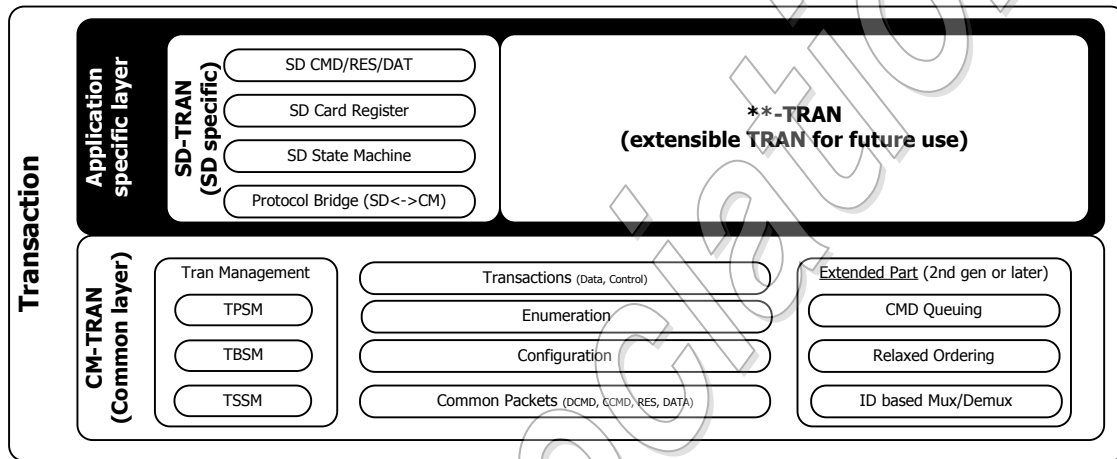 Transaction
Application
specific layer
SD-TRAN
(SD specific)
SD CMD/RES/DAT
SD Card Register
SD State Machine
Protocol Bridge (SD<->CM)
**-TRAN
(extensible TRAN for future use)
CM-TRAN
(Common layer)
Tran Management
TPSM
TBSM
TSSM
Transactions (Data, Control)
Enumeration
Configuration
Common Packets (DCMD, CCMD, RES, DATA)
Extended Part (2nd gen or later)
CMD Queuing
Relaxed Ordering
ID based Mux/Demux
ociatio